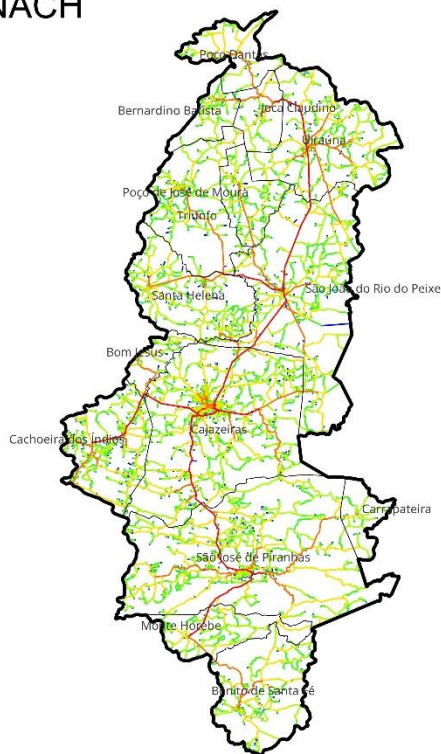 NACH
Poço Dantas
Bernardino Batista
Joca Claudino
Uiraúna
Poço de José de Moura
Triunfo
São João do Rio do Peixe
Santa Helena
Bom Jesus
Cajazeiras
Cachoeira dos Índios
Carrapateira
São José de Piranhas
Monte Horebe
Bonito de Santa Fé